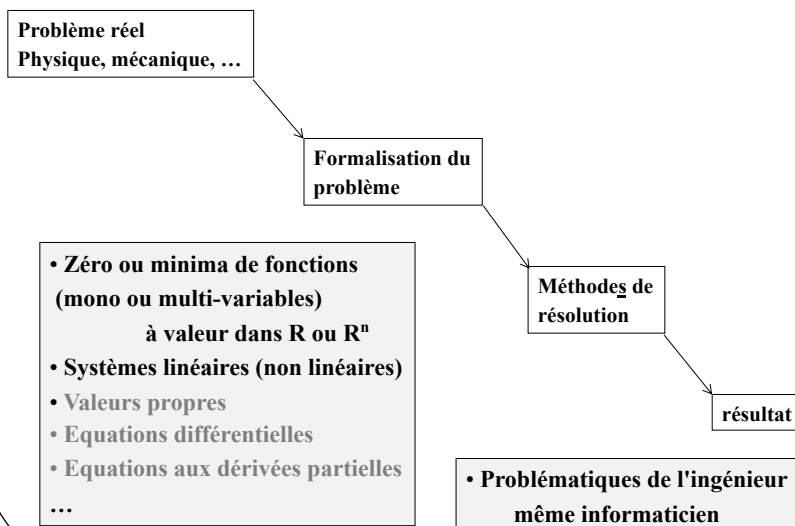 Problème réel
Physique, mécanique, …
Formalisation du
problème
Méthodes de
résolution
résultat
• Zéro ou minima de fonctions
(mono ou multi-variables)
à valeur dans R ou Rⁿ
• Systèmes linéaires (non linéaires)
• Valeurs propres
• Equations différentielles
• Equations aux dérivées partielles
…
• Problématiques de l'ingénieur
même informaticien